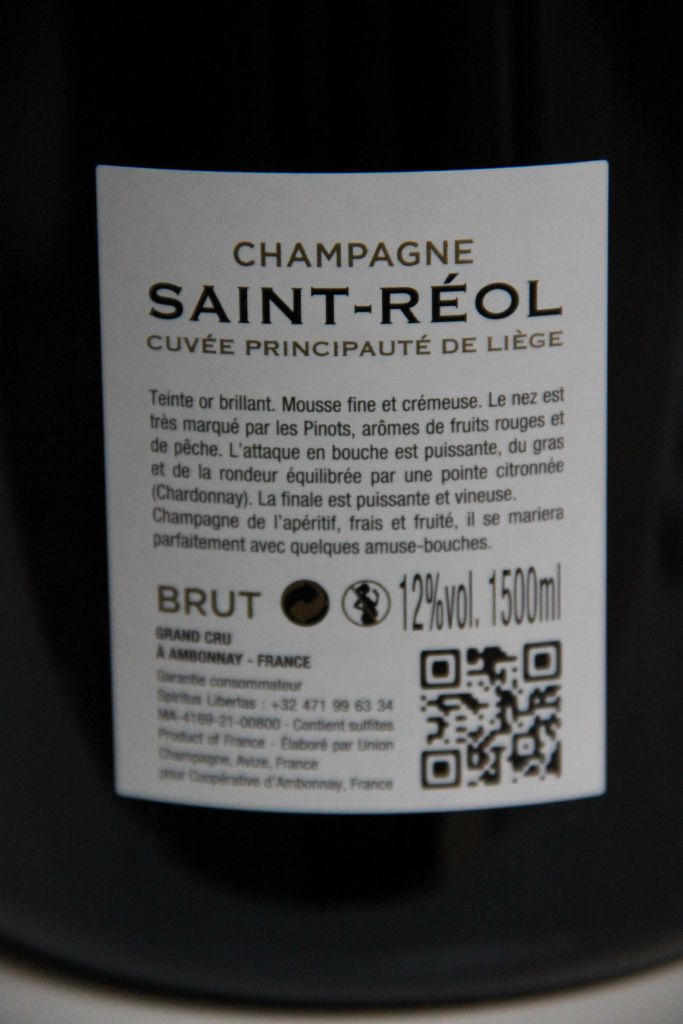 CHAMPAGNE
SAINT-RÉOL
CUVÉE PRINCIPAUTÉ DE LIÈGE
Teinte or brillant. Mousse fine et crémeuse. Le nez est
très marqué par les Pinots, arômes de fruits rouges et
de pêche. L'attaque en bouche est puissante, du gras
et de la rondeur équilibrée par une pointe citronnée
(Chardonnay). La finale est puissante et vineuse.
Champagne de l'apéritif, frais et fruité, il se mariera
parfaitement avec quelques amuse-bouches.
BRUT 12%vol. 1500ml
GRAND CRU
À AMBONNAY - FRANCE
Garantie consommateur
Spiritus Libertas : +32 471 99 63 34
MA-4169-21-00800 - Contient sulfites
Product of France - Élaboré par Union
Champagne, Avize, France
pour Coopérative d'Ambonnay, France